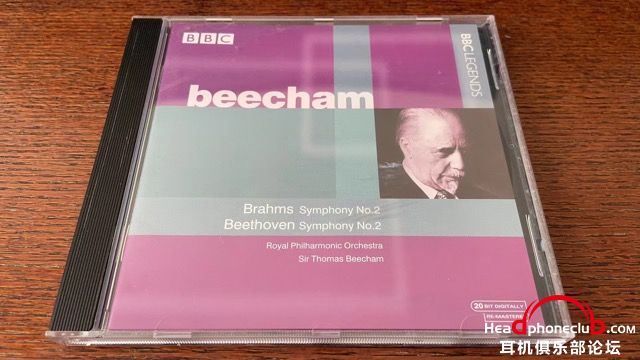 BBC
BBC LEGENDS
beecham
Brahms Symphony No.2
Beethoven Symphony No.2
Royal Philharmonic Orchestra
Sir Thomas Beecham
20 BIT DIGITALLY
RE-MASTERED
Headphoneclub.com
耳机俱乐部论坛